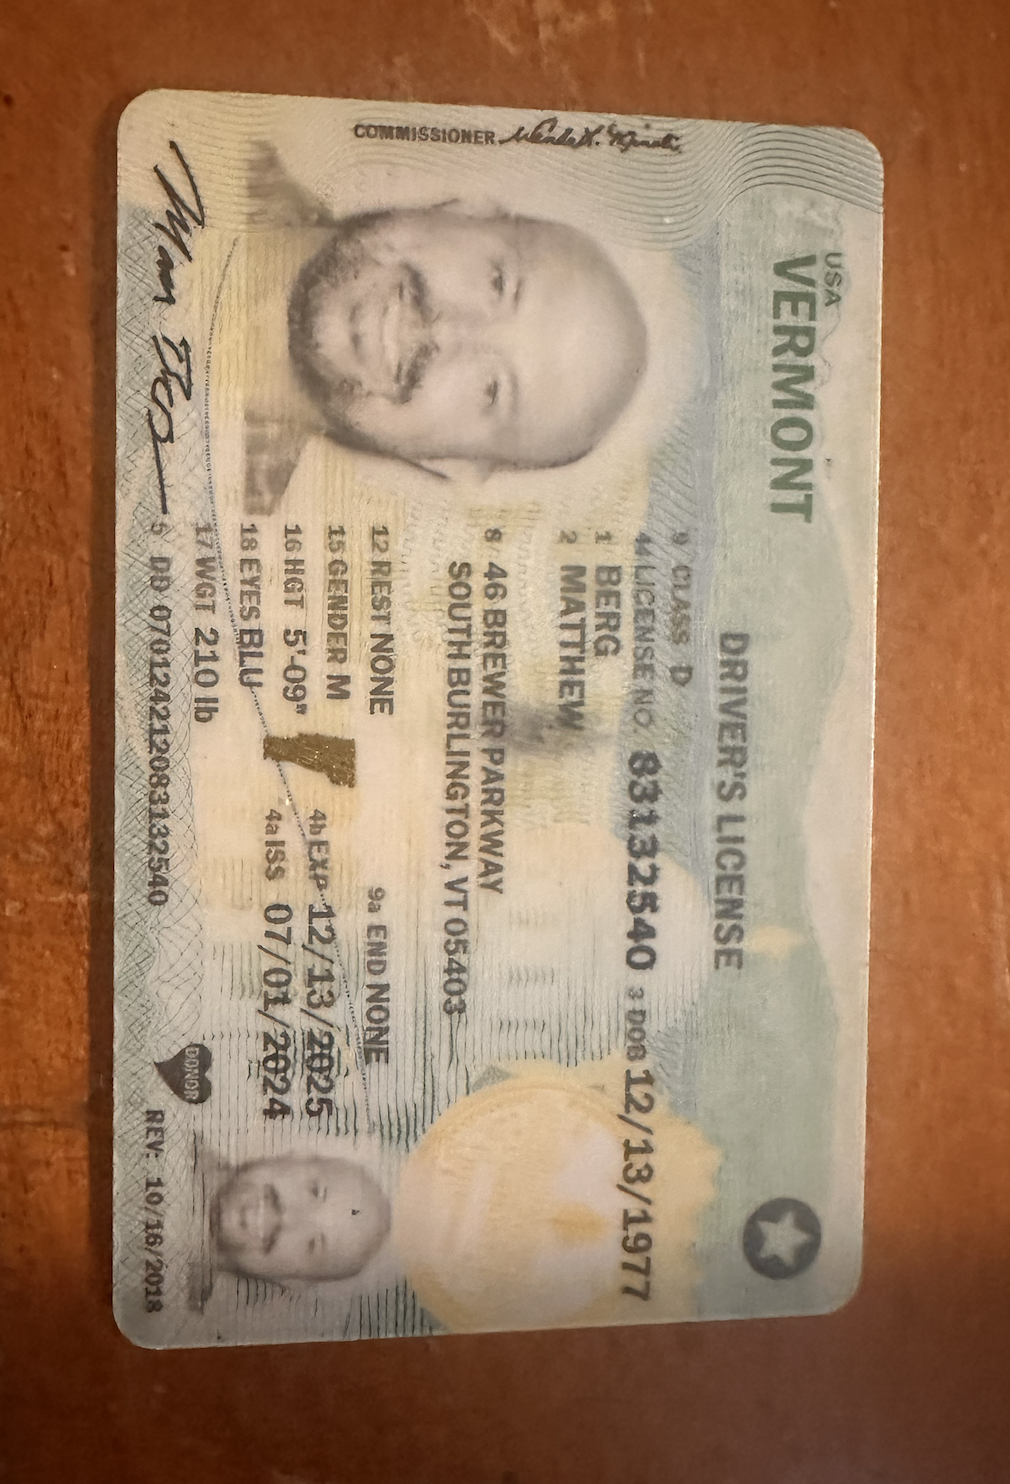 USA
VERMONT
DRIVER'S LICENSE
9 CLASS D
4d LICENSE NO. 83132540 3 DOB 12/13/1977
1 BERG
2 MATTHEW
8 46 BREWER PARKWAY
SOUTH BURLINGTON, VT 05403
12 REST NONE 9a END NONE
15 GENDER M
4b EXP 12/13/2025
16 HGT 5'-09"
4a ISS 07/01/2024
18 EYES BLU
17 WGT 210 lb
DONOR
5 DD 070124212083132540
REV: 10/16/2018
COMMISSIONER